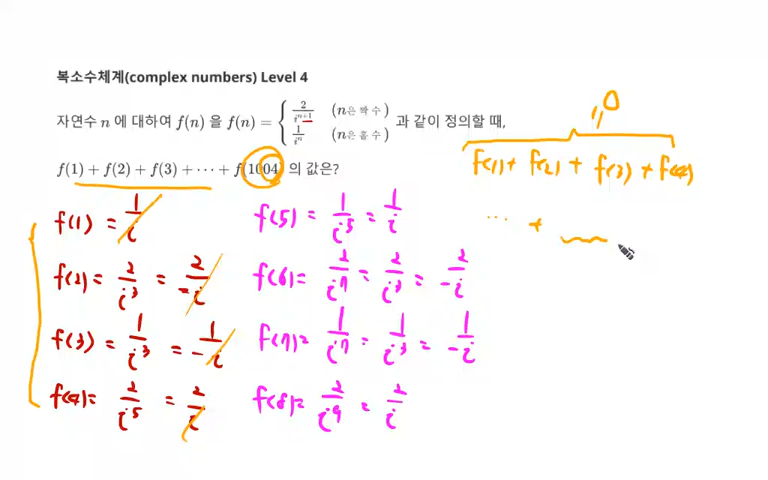 복소수체계(complex numbers) Level 4
자연수 n 에 대하여 f(n) 을 f(n) = { 2/i^{n+1} (n은 짝수) 1/i^n (n은 홀수) 과 같이 정의할 때,
f(1) + f(2) + f(3) + ⋯ + f(1004) 의 값은?
0
f(1) + f(2) + f(3) + f(4)
⋯ +
f(1) = 1/i
f(2) = 2/i^3 = 2/-i
f(3) = 1/i^3 = 1/-i
f(4) = 2/i^5 = 2/i
f(5) = 1/i^5 = 1/i
f(6) = 2/i^7 = 2/i^3 = 2/-i
f(7) = 1/i^7 = 1/i^3 = 1/-i
f(8) = 2/i^9 = 2/i